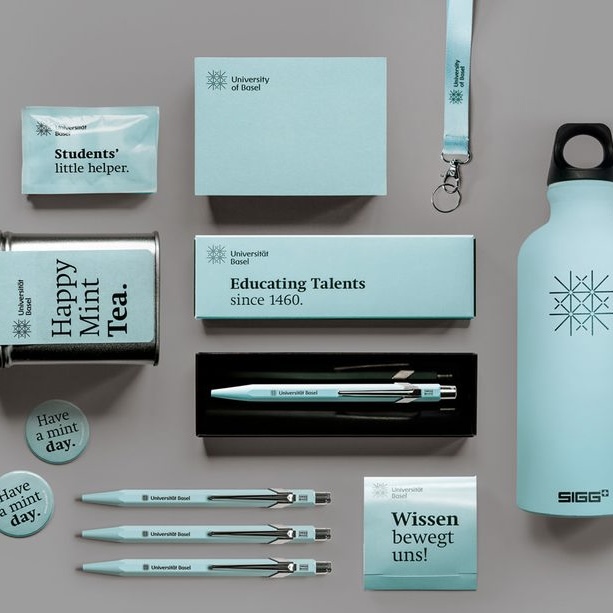 University
of Basel
Universität
Basel
Universität
Basel
Students'
little helper.
Universität
Basel
Educating Talents
since 1460.
Universität
Basel
Happy
Mint
Tea.
Universität Basel
Have
a mint
day.
Have
a mint
day.
Universität Basel
Universität Basel
Universität Basel
Universität
Basel
Wissen
bewegt
uns!
SIGG